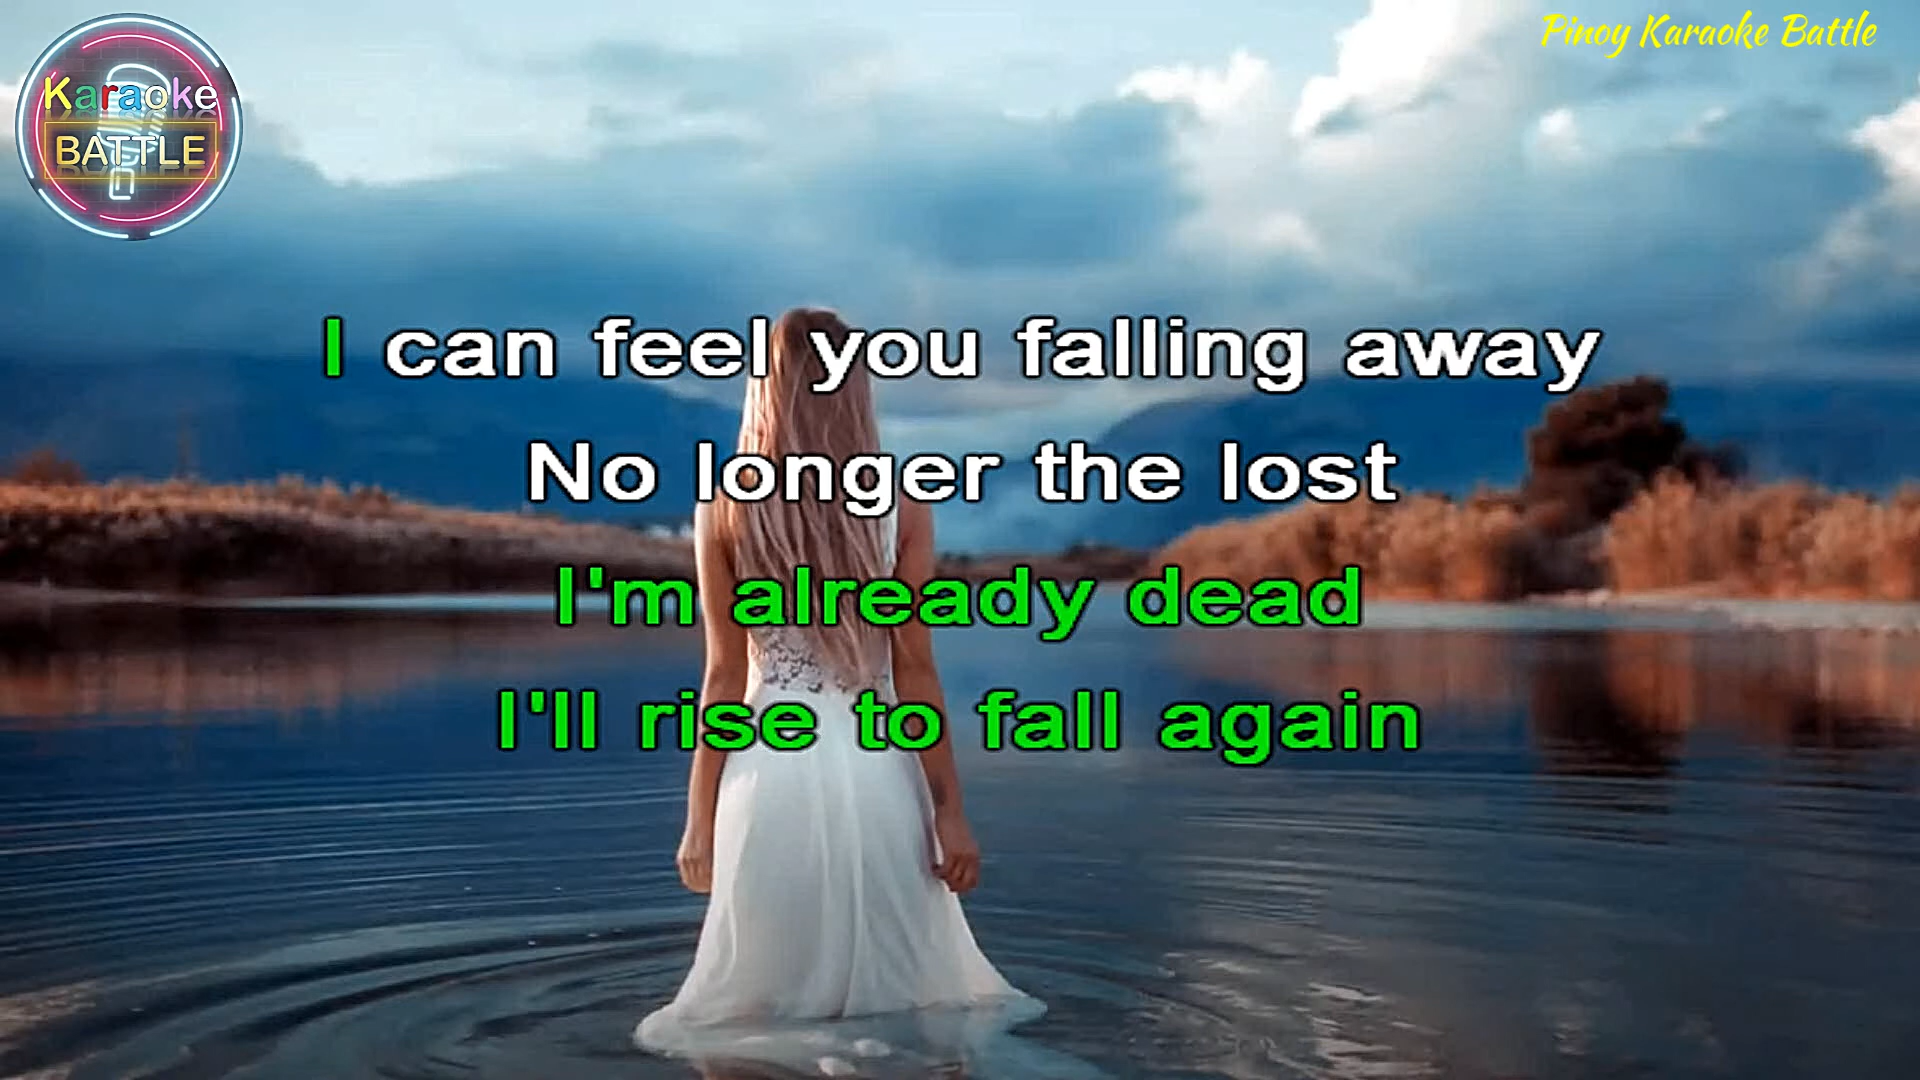 Karaoke
BATTLE
Pinoy Karaoke Battle
I can feel you falling away
No longer the lost
I'm already dead
I'll rise to fall again